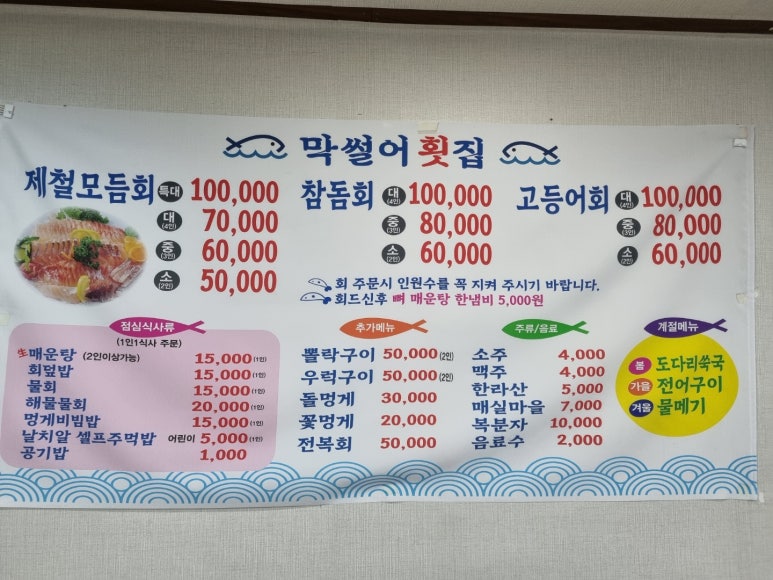 막썰어횟집
제철모듬회 특대 100,000
대(4인) 70,000
중(3인) 60,000
소(2인) 50,000
참돔회 대(4인) 100,000
중(3인) 80,000
소(2인) 60,000
고등어회 대(4인) 100,000
중(3인) 80,000
소(2인) 60,000
회 주문시 인원수를 꼭 지켜 주시기 바랍니다.
회드신후 뼈 매운탕 한냄비 5,000원
점심식사류
(1인1식사 주문)
生매운탕 (2인이상가능) 15,000(1인)
회덮밥 15,000(1인)
물회 15,000(1인)
해물물회 20,000(1인)
멍게비빔밥 15,000(1인)
날치알 셀프주먹밥 어린이 5,000(1인)
공기밥 1,000
추가메뉴
뽈락구이 50,000(2인)
우럭구이 50,000(2인)
돌멍게 30,000
꽃멍게 20,000
전복회 50,000
주류/음료
소주 4,000
맥주 4,000
한라산 5,000
매실마을 7,000
복분자 10,000
음료수 2,000
계절메뉴
봄 도다리쑥국
가을 전어구이
겨울 물메기